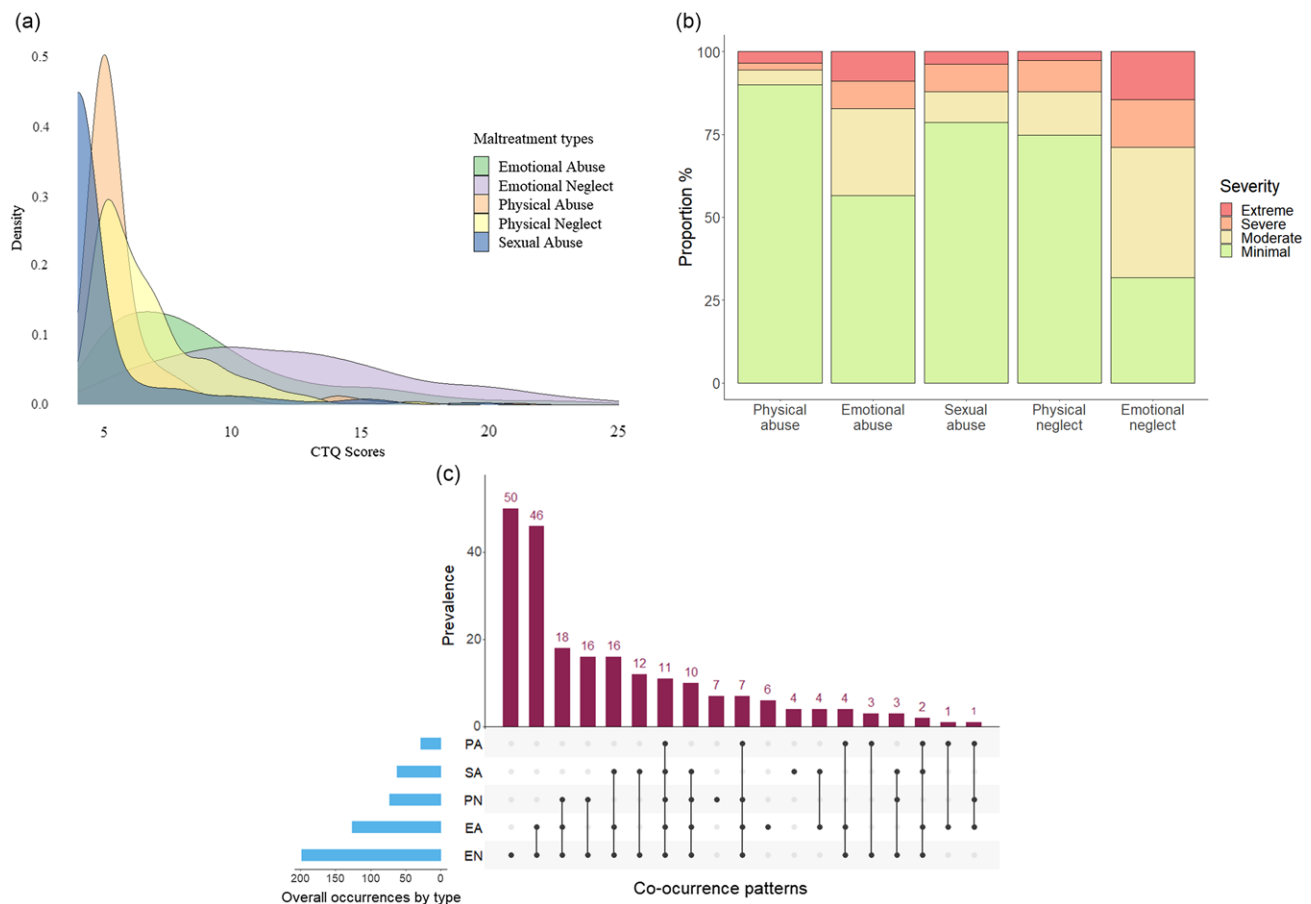 (a)
0.5
0.4
0.3
0.2
0.1
0.0
Density
5 10 15 20 25
CTQ Scores
Maltreatment types
Emotional Abuse
Emotional Neglect
Physical Abuse
Physical Neglect
Sexual Abuse
(b)
100
75
50
25
0
Proportion %
Physical abuse
Emotional abuse
Sexual abuse
Physical neglect
Emotional neglect
Severity
Extreme
Severe
Moderate
Minimal
(c)
Prevalence
40
20
0
50 46 18 16 16 12 11 10 7 7 6 4 4 4 3 3 2 1 1
PA
SA
PN
EA
EN
200 150 100 50 0
Overall occurrences by type
Co-ocurrence patterns